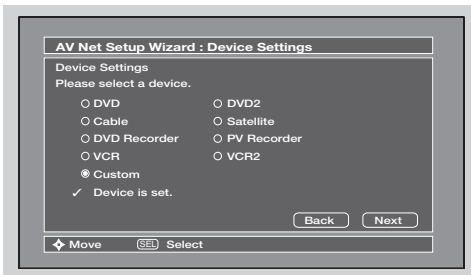 AV Net Setup Wizard : Device Settings
Device Settings
Please select a device.
DVD DVD2
Cable Satellite
DVD Recorder PV Recorder
VCR VCR2
Custom
✓ Device is set.
Back Next
Move SEL Select